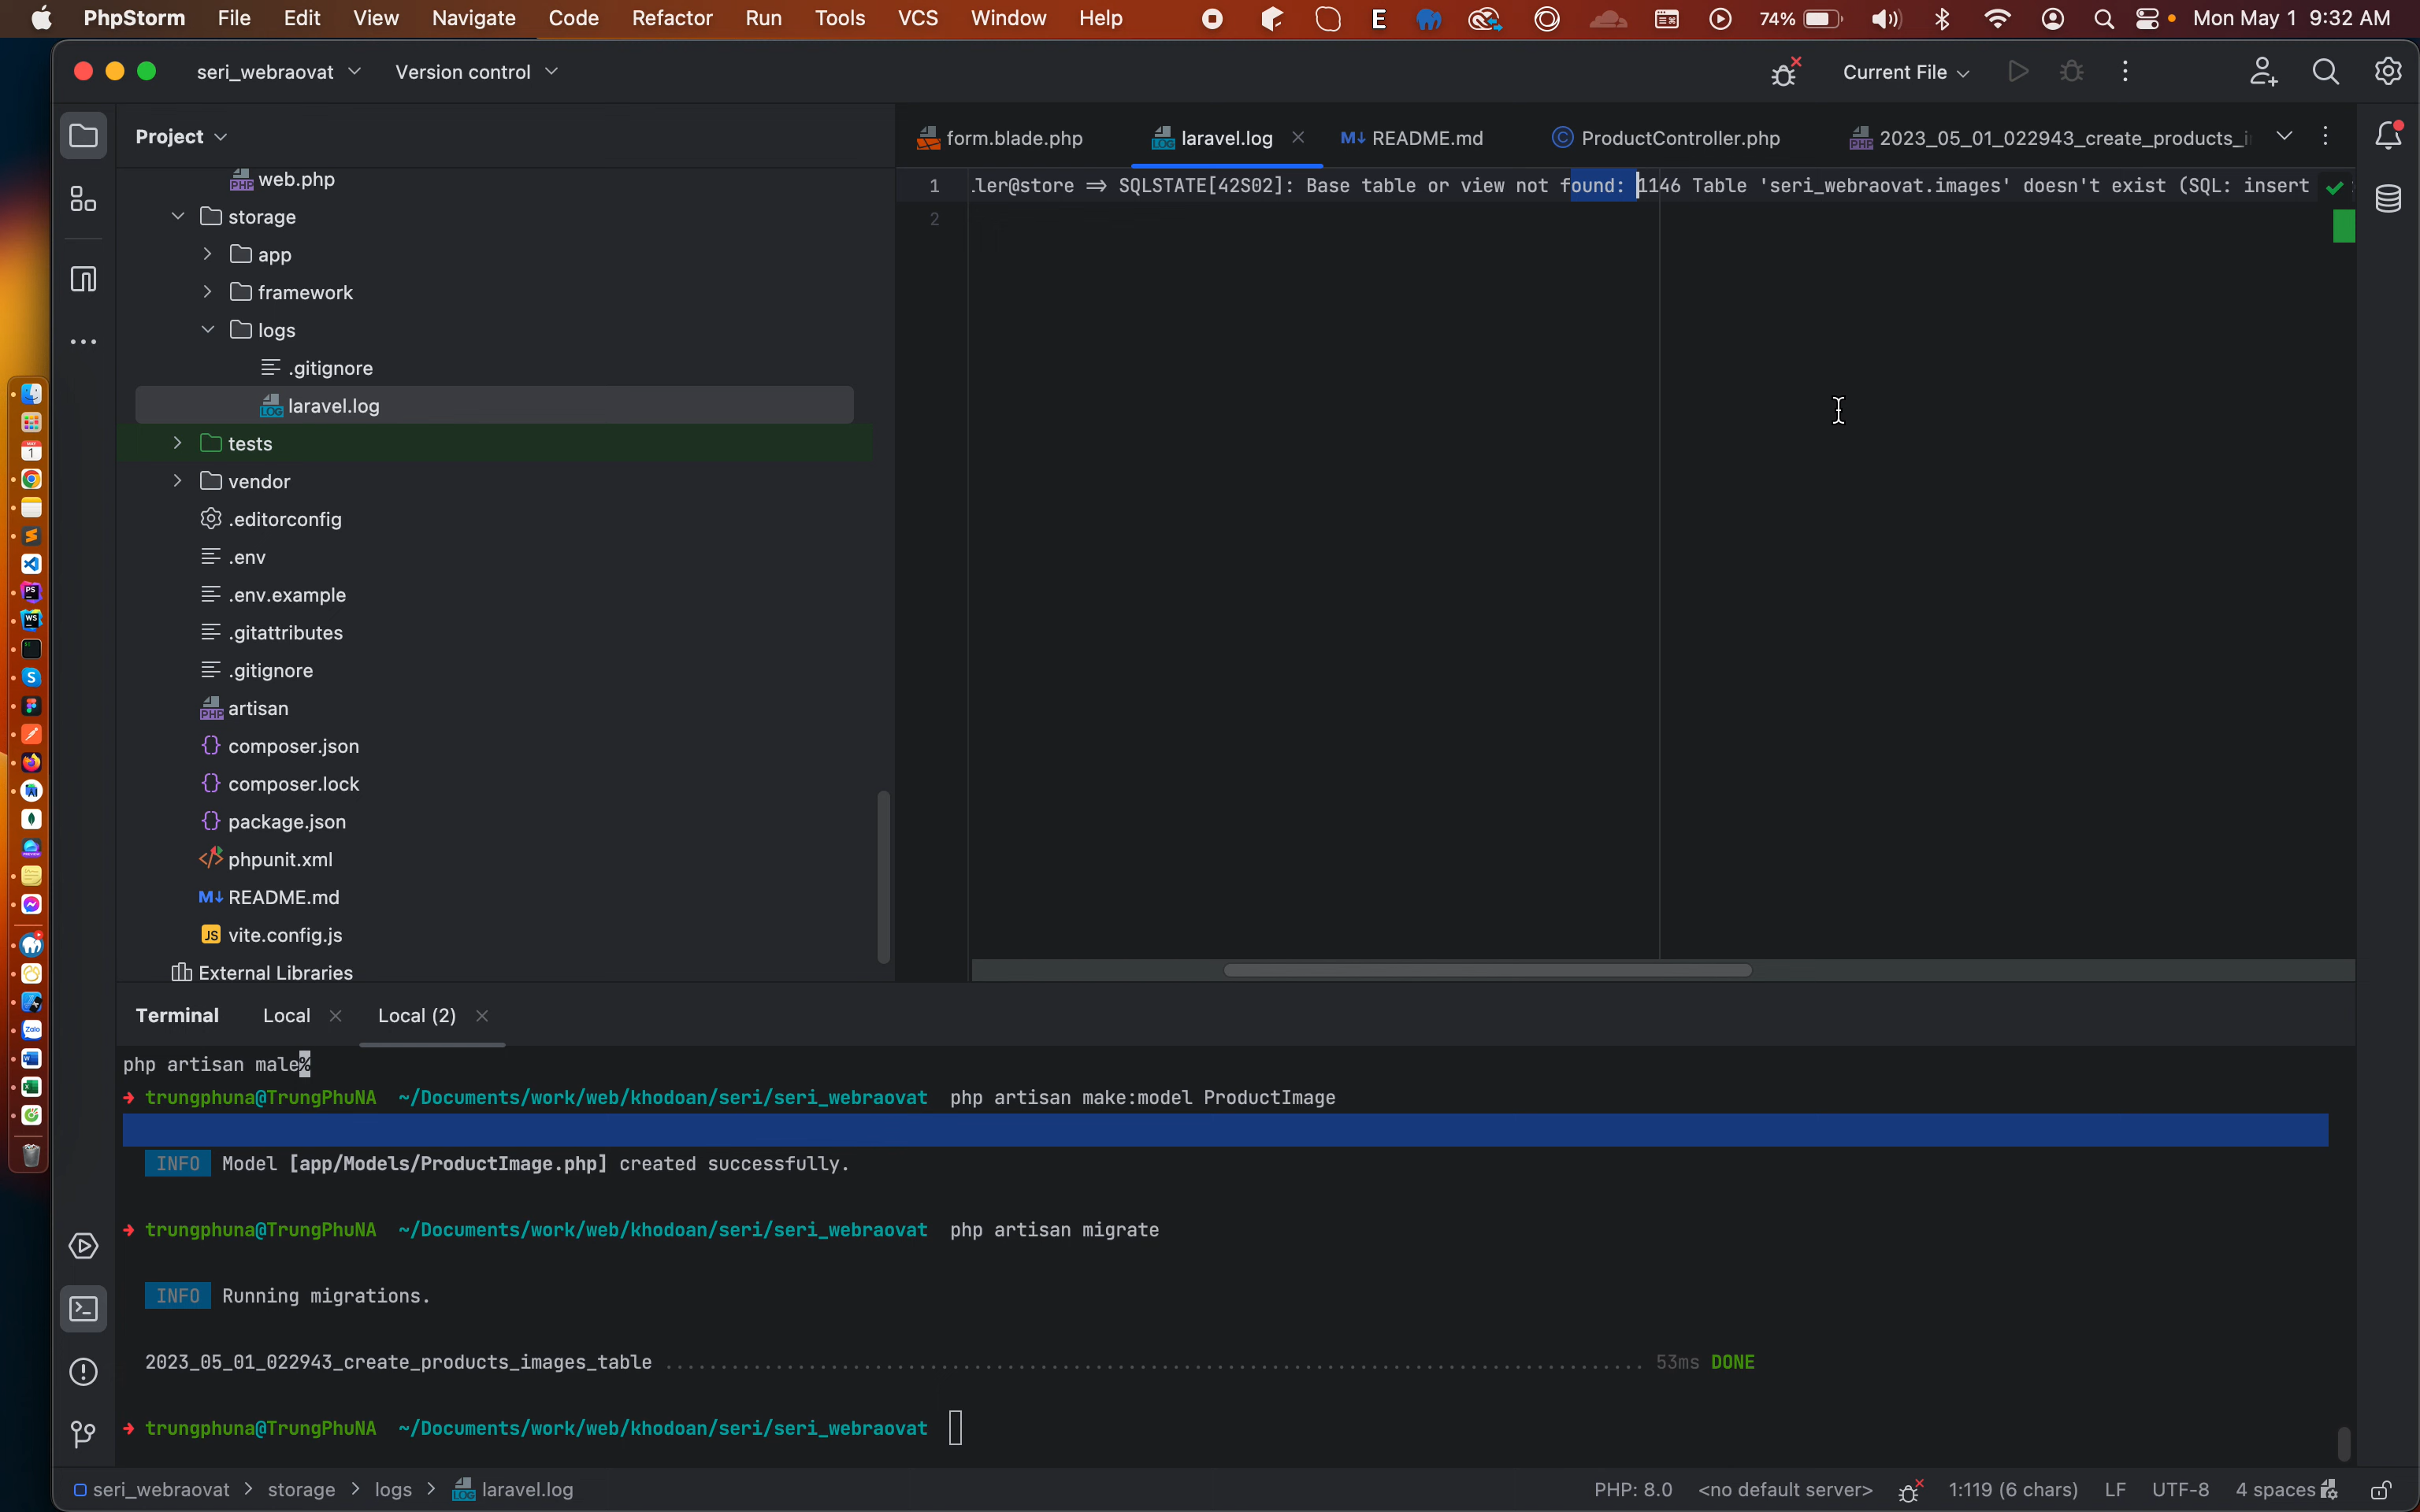 PhpStorm File Edit View Navigate Code Refactor Run Tools VCS Window Help E 74% Mon May 1 9:32 AM
seri_webraovat Version control Current File
Project
form.blade.php laravel.log README.md ProductController.php 2023_05_01_022943_create_products_i
web.php
storage
app
framework
logs
.gitignore
laravel.log
tests
vendor
.editorconfig
.env
.env.example
.gitattributes
.gitignore
artisan
composer.json
composer.lock
package.json
phpunit.xml
README.md
vite.config.js
External Libraries
1 .ler@store => SQLSTATE[42S02]: Base table or view not found: 1146 Table 'seri_webraovat.images' doesn't exist (SQL: insert
2
Terminal Local Local (2)
php artisan male%
➜ trungphuna@TrungPhuNA ~/Documents/work/web/khodoan/seri/seri_webraovat php artisan make:model ProductImage
INFO Model [app/Models/ProductImage.php] created successfully.
➜ trungphuna@TrungPhuNA ~/Documents/work/web/khodoan/seri/seri_webraovat php artisan migrate
INFO Running migrations.
2023_05_01_022943_create_products_images_table ........................................................................................ 53ms DONE
➜ trungphuna@TrungPhuNA ~/Documents/work/web/khodoan/seri/seri_webraovat
seri_webraovat > storage > logs > laravel.log PHP: 8.0 <no default server> 1:119 (6 chars) LF UTF-8 4 spaces